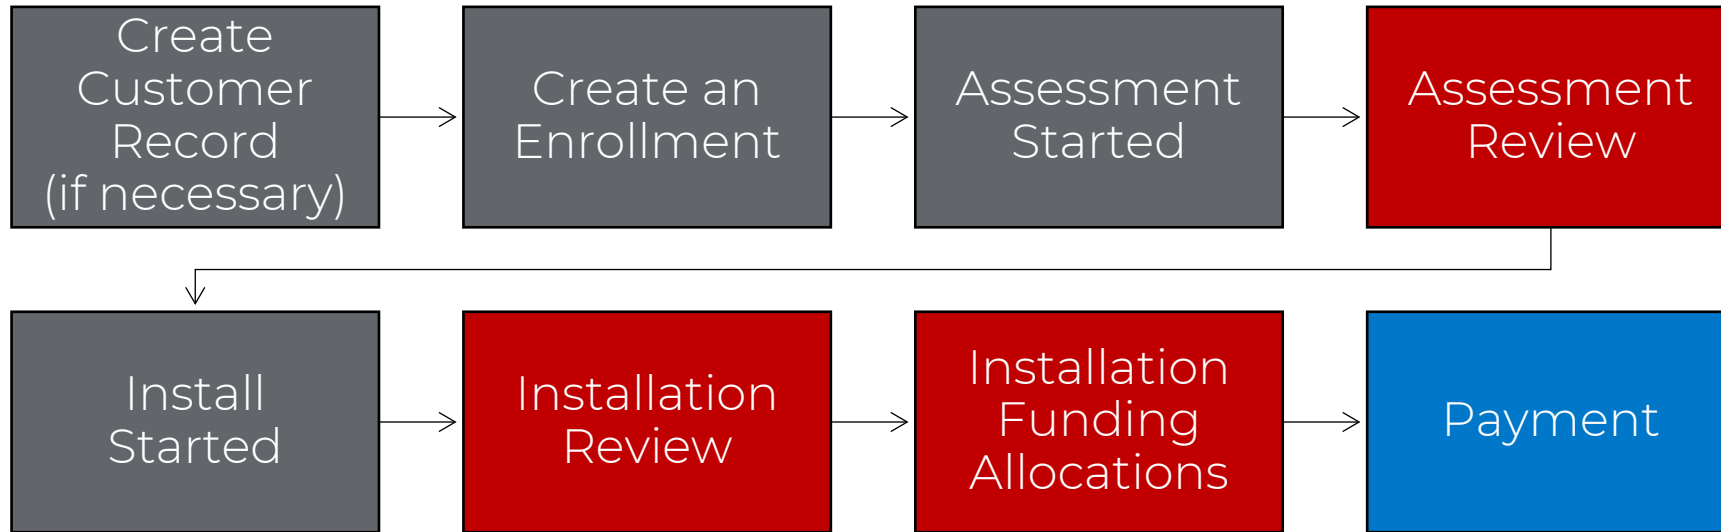 Create
Customer
Record
(if necessary)
Create an
Enrollment
Assessment
Started
Assessment
Review
Install
Started
Installation
Review
Installation
Funding
Allocations
Payment